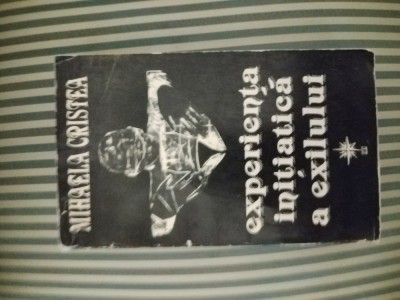 MIHAELA CRISTEA
experiența
inițiatică
a exilului